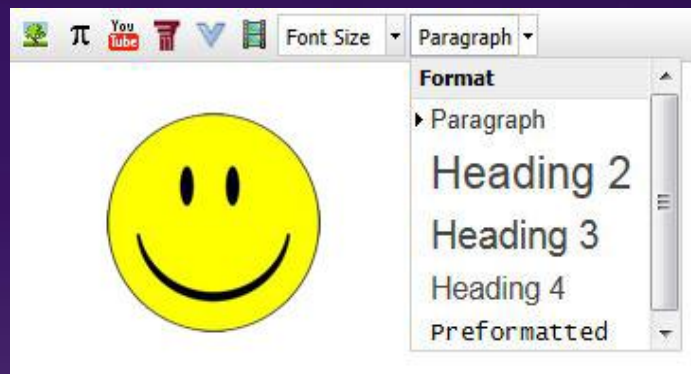 π You Tube Font Size Paragraph
Format
Paragraph
Heading 2
Heading 3
Heading 4
Preformatted